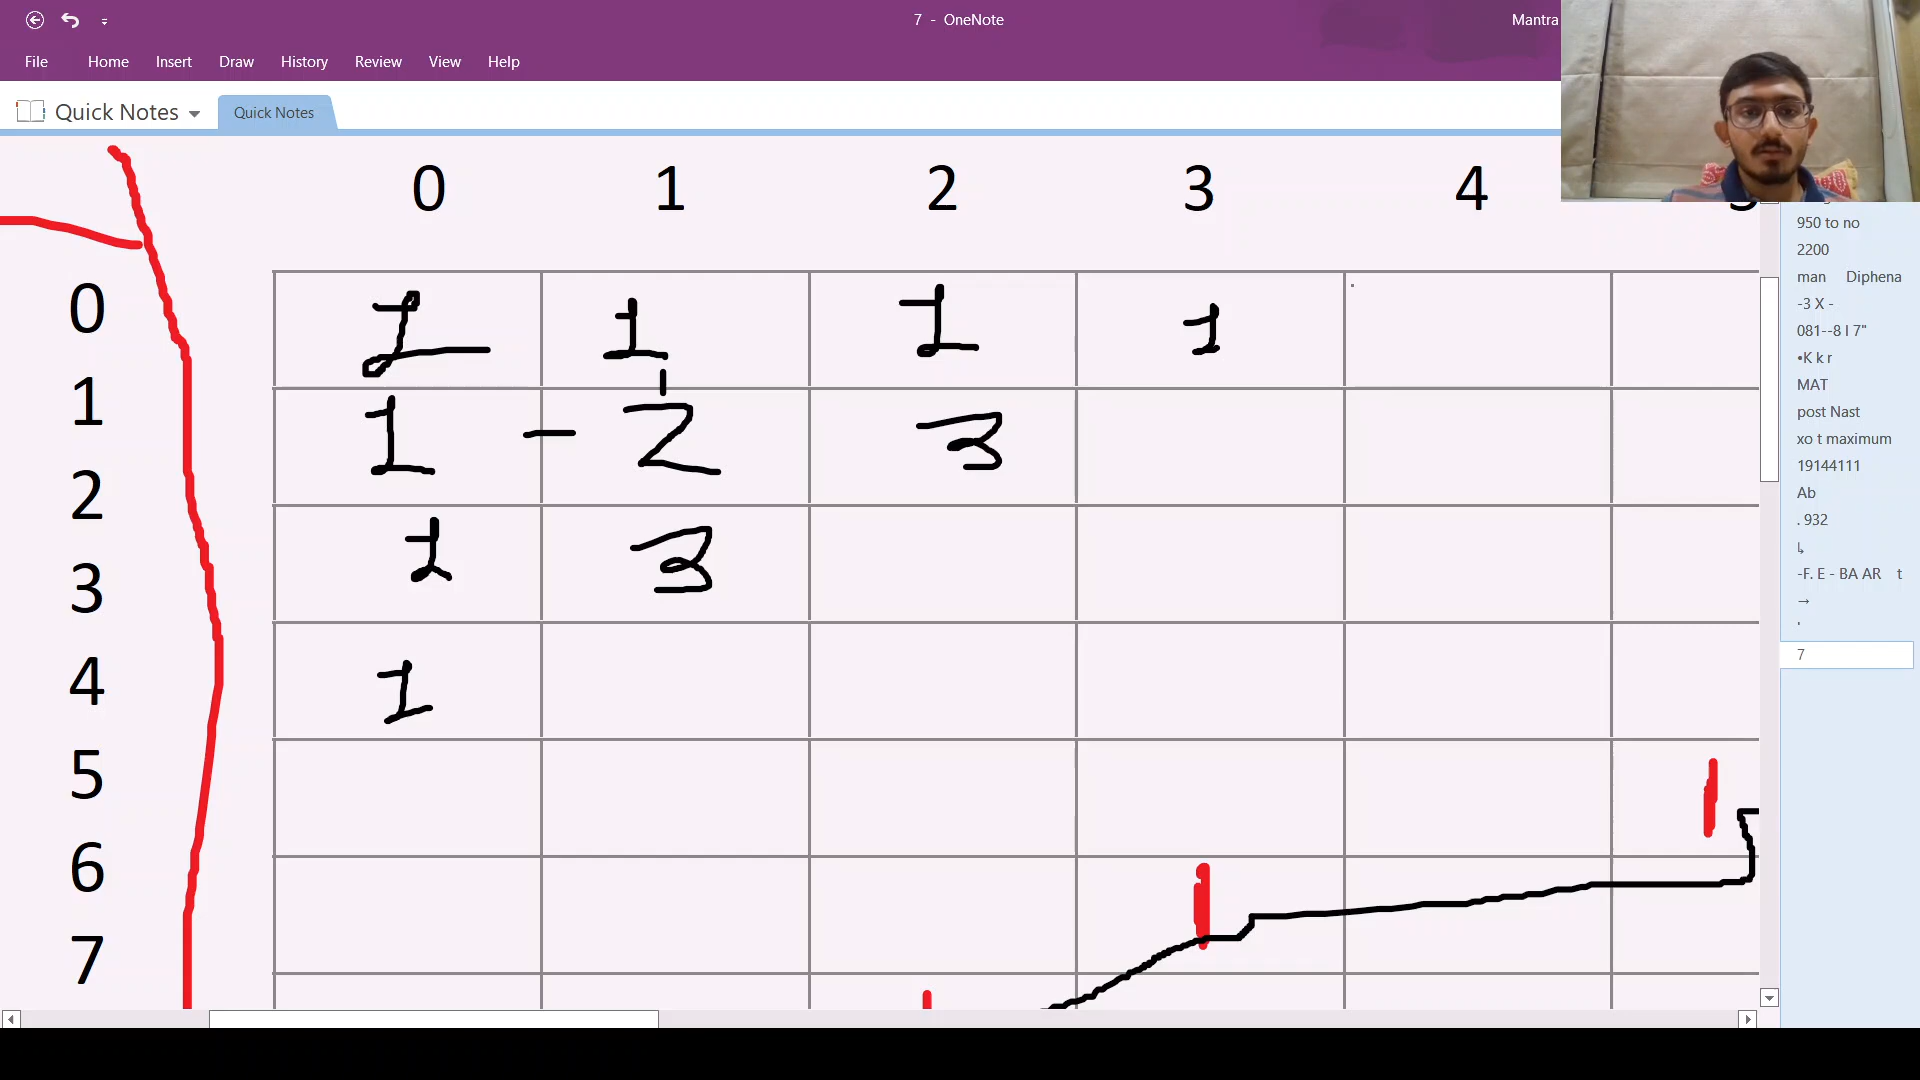 7 - OneNote
Mantra
File Home Insert Draw History Review View Help
Quick Notes
Quick Notes
0 1 2 3 4
0 1 1 1 1
1 1 - 2 3
2 1 3
3 1
4
5
6
7
950 to no
2200
man Diphena
-3 X -
081--8 I 7"
•K k r
MAT
post Nast
xo t maximum
19144111
Ab
. 932
↳
-F. E - BA AR t
→
7